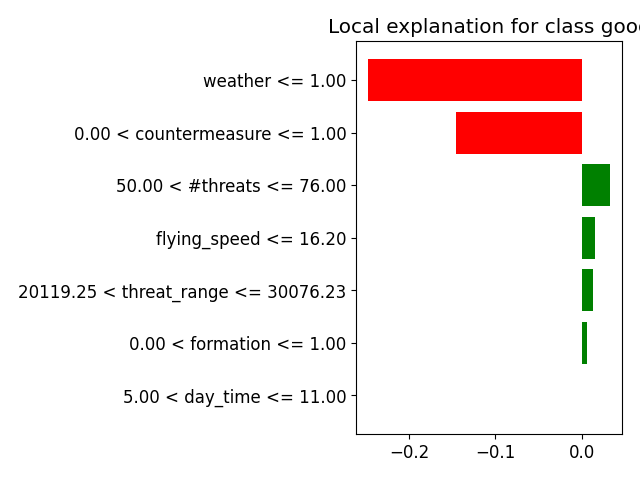 Local explanation for class goo
weather <= 1.00
0.00 < countermeasure <= 1.00
50.00 < #threats <= 76.00
flying_speed <= 16.20
20119.25 < threat_range <= 30076.23
0.00 < formation <= 1.00
5.00 < day_time <= 11.00
−0.2 −0.1 0.0